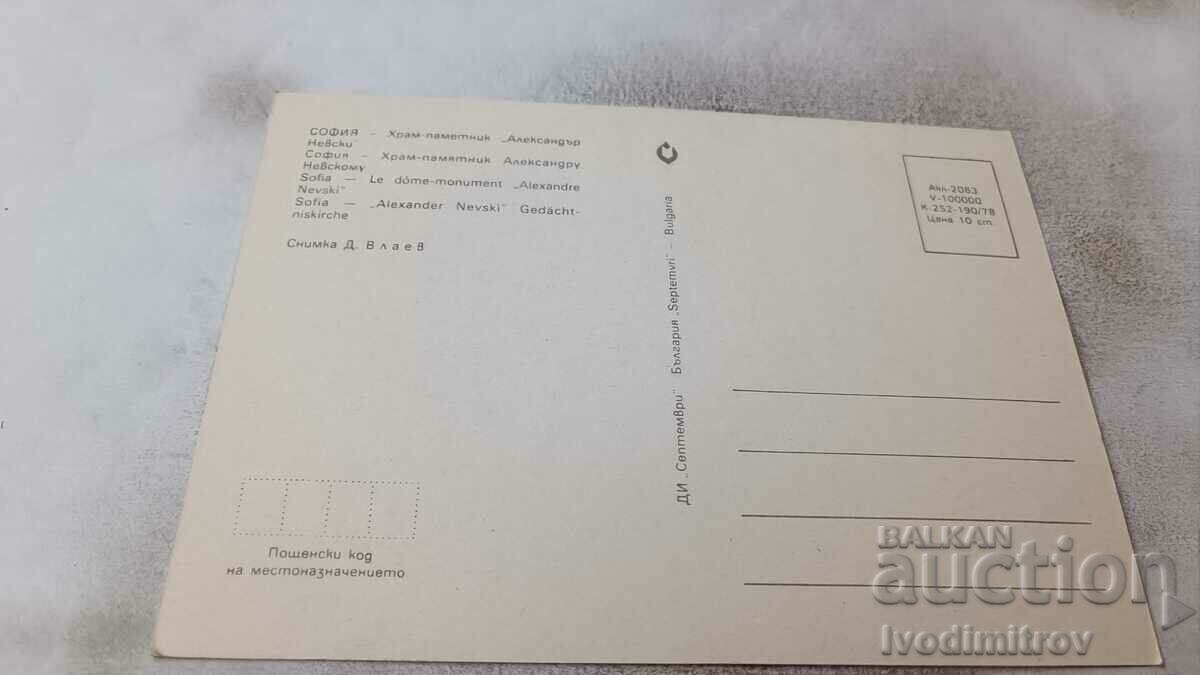 СОФИЯ – Храм-паметник „Александър
Невски"
София – Храм-памятник Александру
Невскому
Sofia — Le dôme-monument „Alexandre
Nevski"
Sofia — „Alexander Nevski" Gedächt-
niskirche
Снимка Д. Влаев
Пощенски код
на местоназначението
ДИ „Септември" България „Septemvri" – Bulgaria
Акл-2063
V-100000
К-252-190/78
Цена 10 ст.
BALKAN
auction
Ivodimitrov